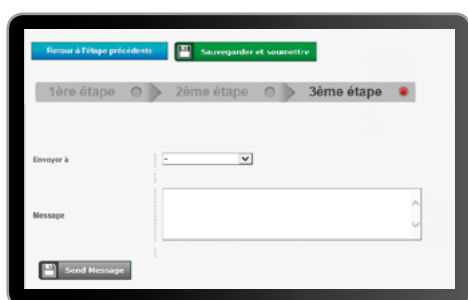 Retour à l'étape précédente Sauvegarder et soumettre
1ère étape 2ème étape 3ème étape
Envoyer à -
Message
Send Message